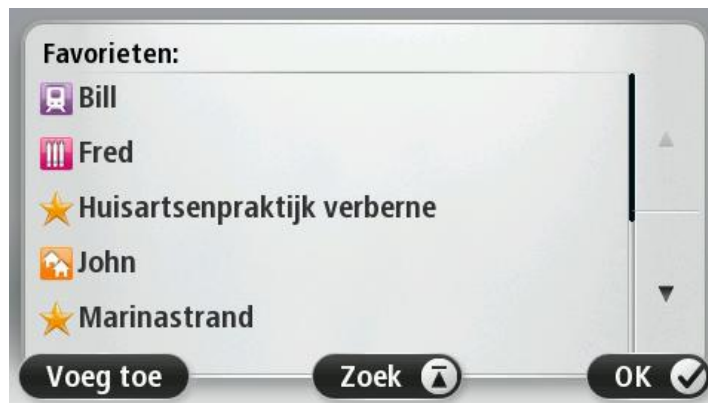 Favorieten:
Bill
Fred
Huisartsenpraktijk verberne
John
Marinastrand
Voeg toe
Zoek
OK